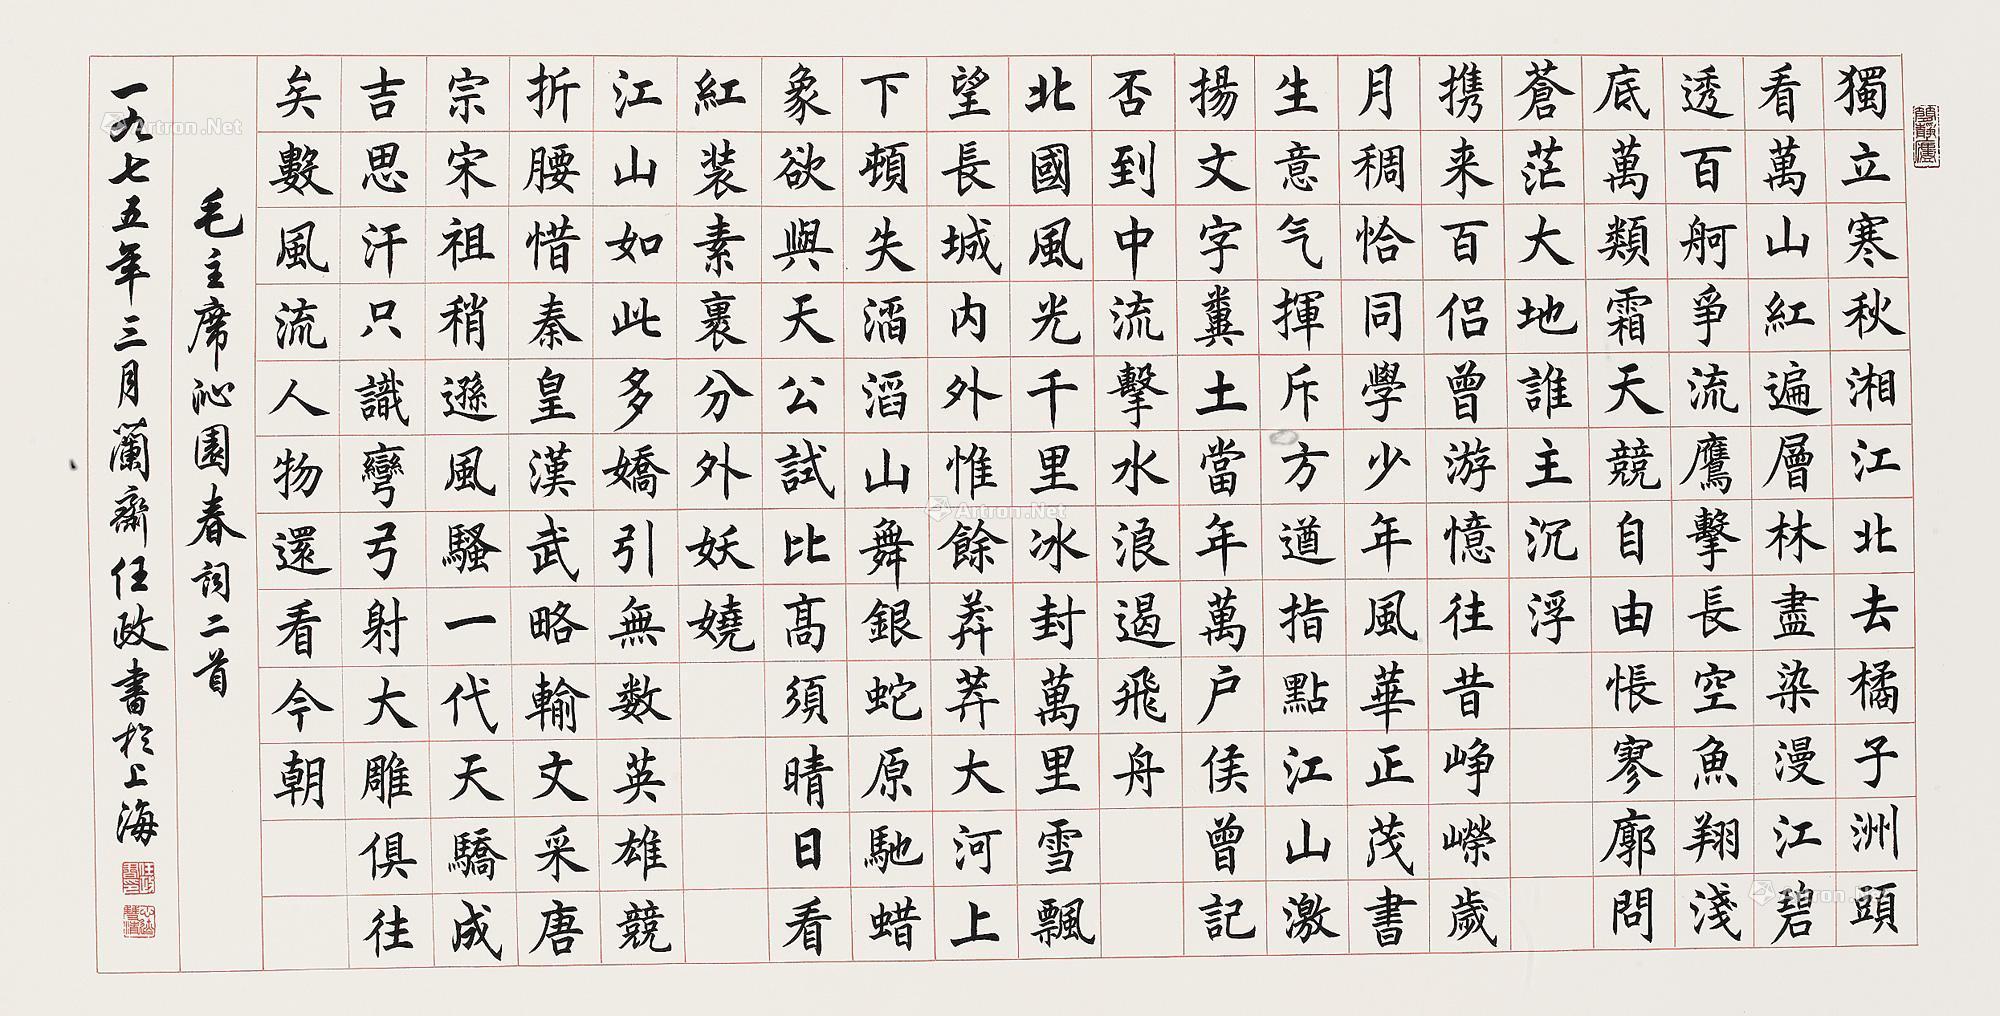 獨立寒秋湘江北去橘子洲頭
看萬山紅遍層林盡染漫江碧
透百舸爭流鷹擊長空魚翔淺
底萬類霜天競自由悵寥廓問
蒼茫大地誰主沉浮
携来百侣曾游憶往昔崢嶸歲
月稠恰同學少年風華正茂書
生意气揮斥方遒指點江山激
揚文字糞土當年萬户侯曾記
否到中流擊水浪遏飛舟
北國風光千里冰封萬里雪飄
望長城内外惟餘莽莽大河上
下頓失滔滔山舞銀蛇原馳蜡
象欲與天公試比高須晴日看
紅装素裹分外妖嬈
江山如此多嬌引無数英雄競
折腰惜秦皇漢武略輸文采唐
宗宋祖稍遜風騷一代天驕成
吉思汗只識彎弓射大雕俱往
矣數風流人物還看今朝
毛主席沁園春詞二首
一九七五年三月蘭齋任政書於上海
Artron.Net
Artron.Net
Artron.Net